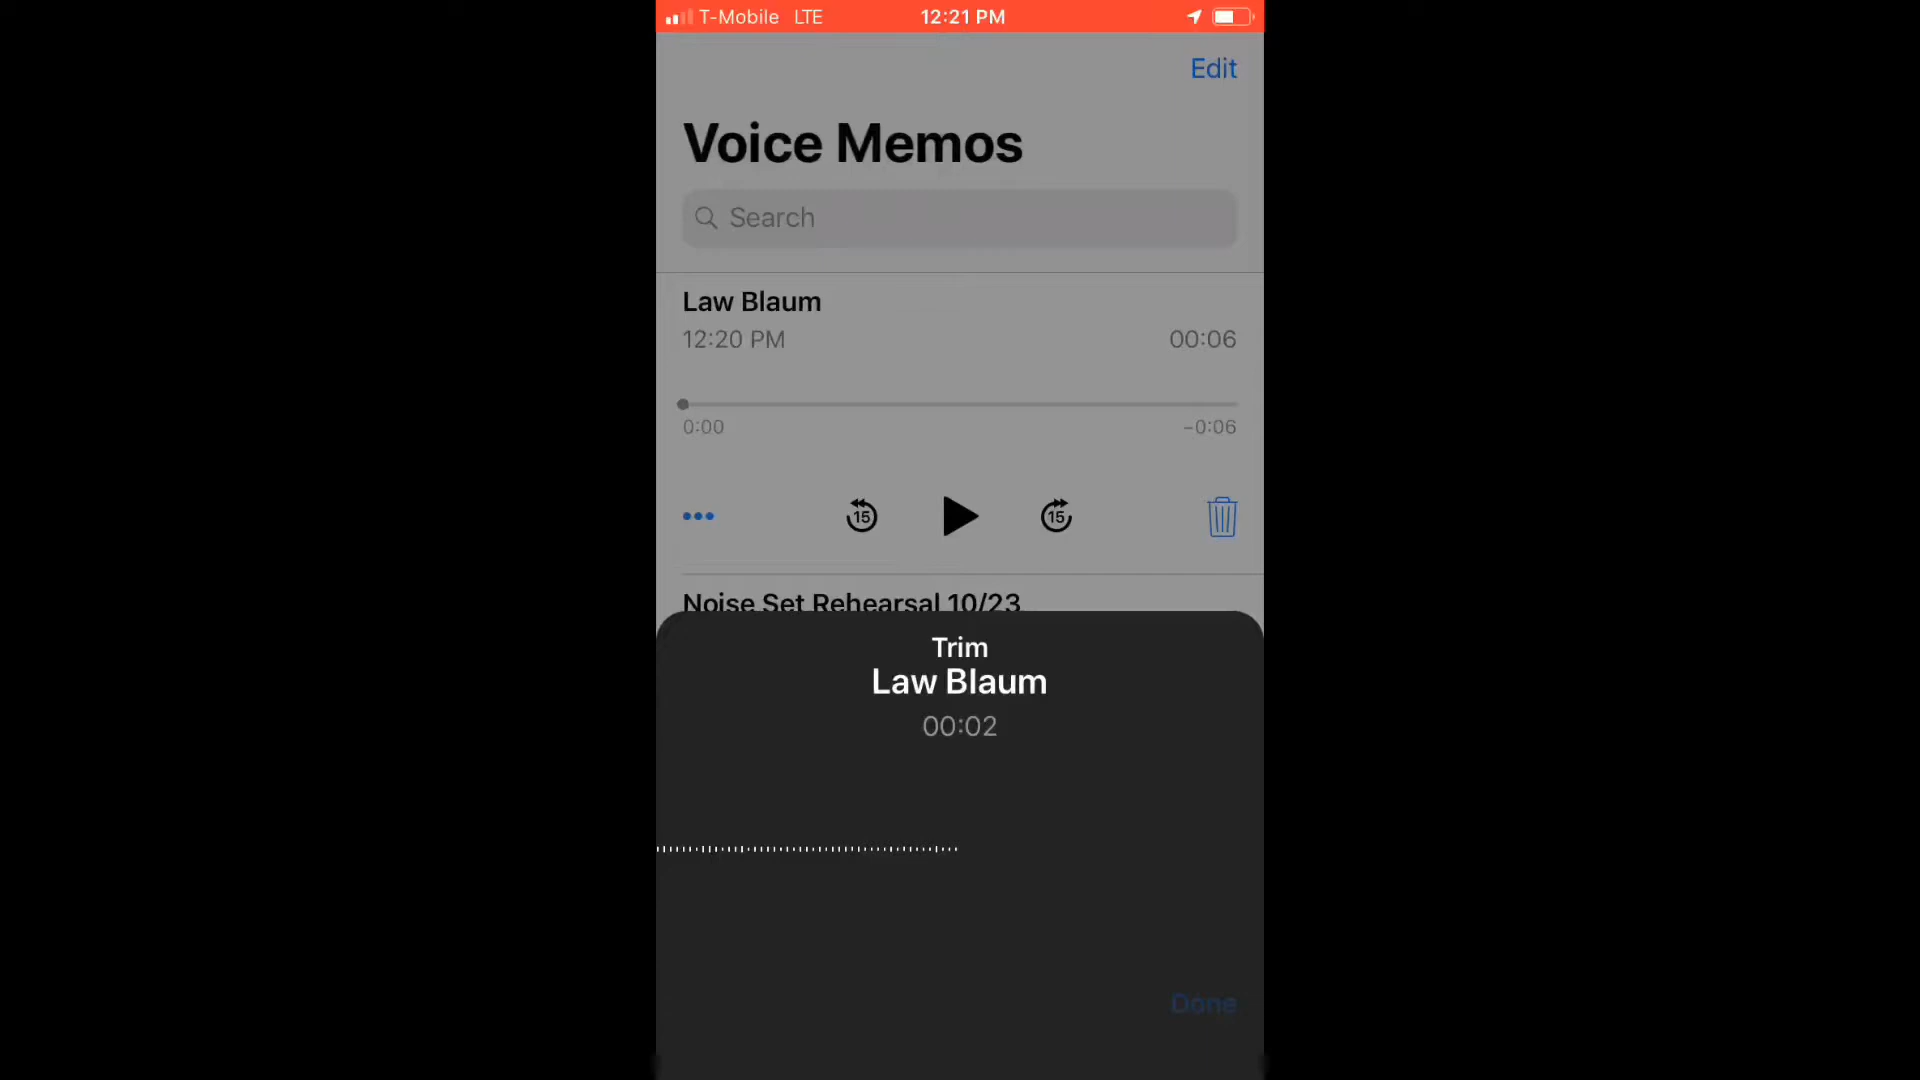 T-Mobile LTE 12:21 PM
Edit
Voice Memos
Search
Law Blaum
12:20 PM 00:06
0:00 −0:06
15 15
Noise Set Rehearsal 10/23
Trim
Law Blaum
00:02
Done